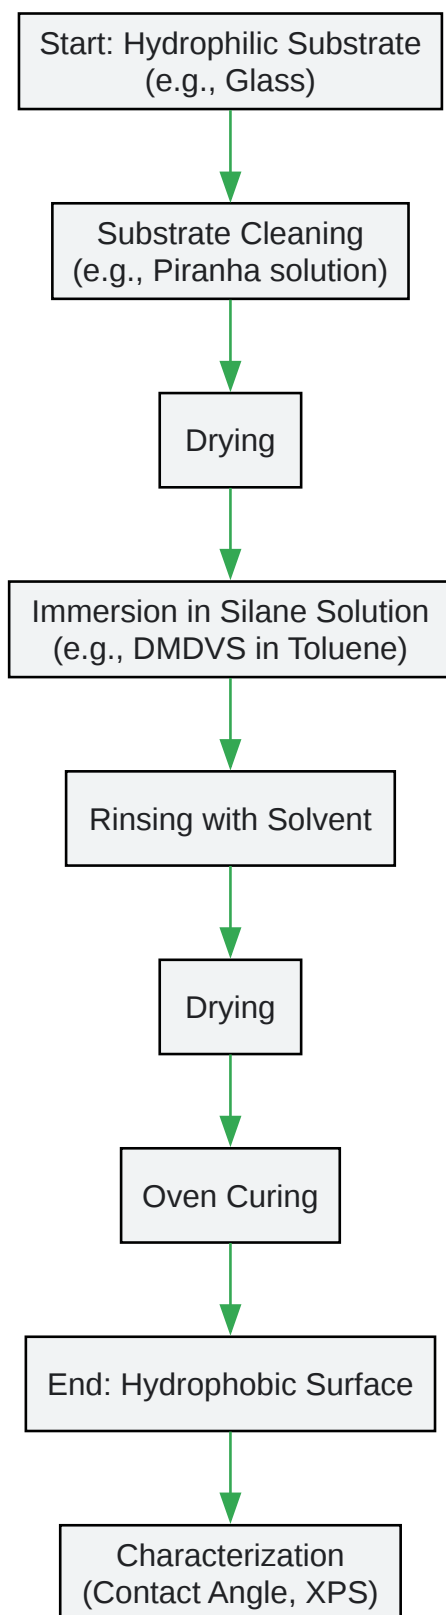 Start: Hydrophilic Substrate
(e.g., Glass)
Substrate Cleaning
(e.g., Piranha solution)
Drying
Immersion in Silane Solution
(e.g., DMDVS in Toluene)
Rinsing with Solvent
Drying
Oven Curing
End: Hydrophobic Surface
Characterization
(Contact Angle, XPS)